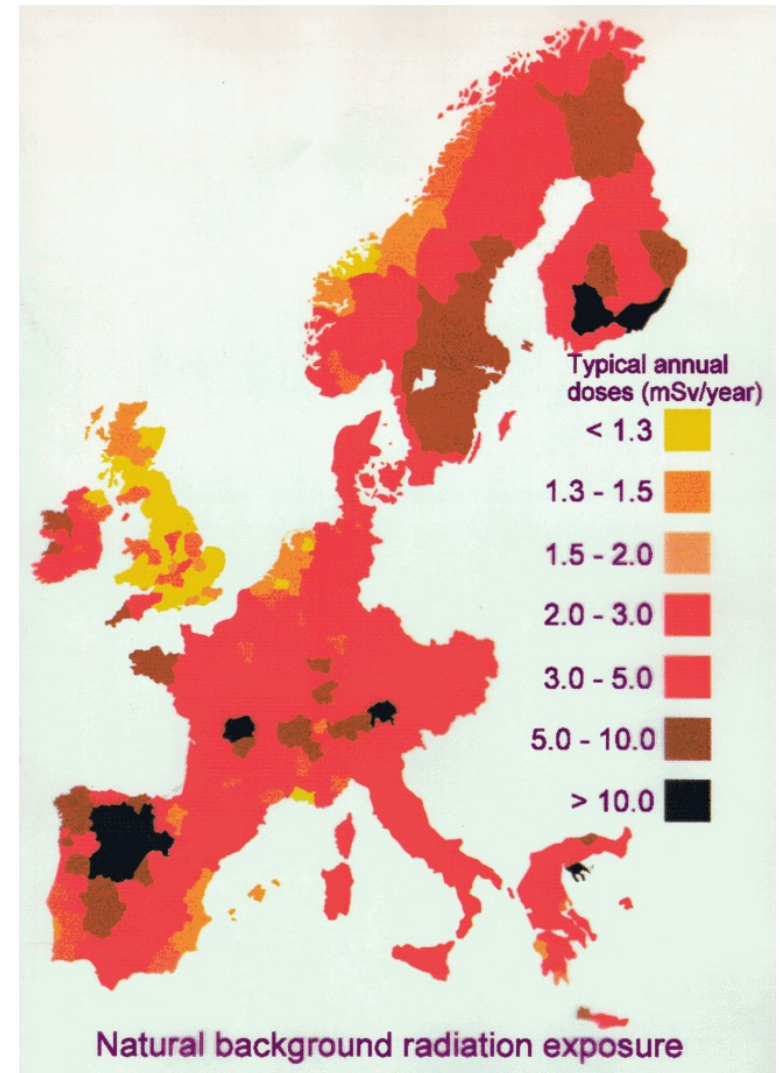 Typical annual
doses (mSv/year)
< 1.3
1.3 - 1.5
1.5 - 2.0
2.0 - 3.0
3.0 - 5.0
5.0 - 10.0
> 10.0
Natural background radiation exposure